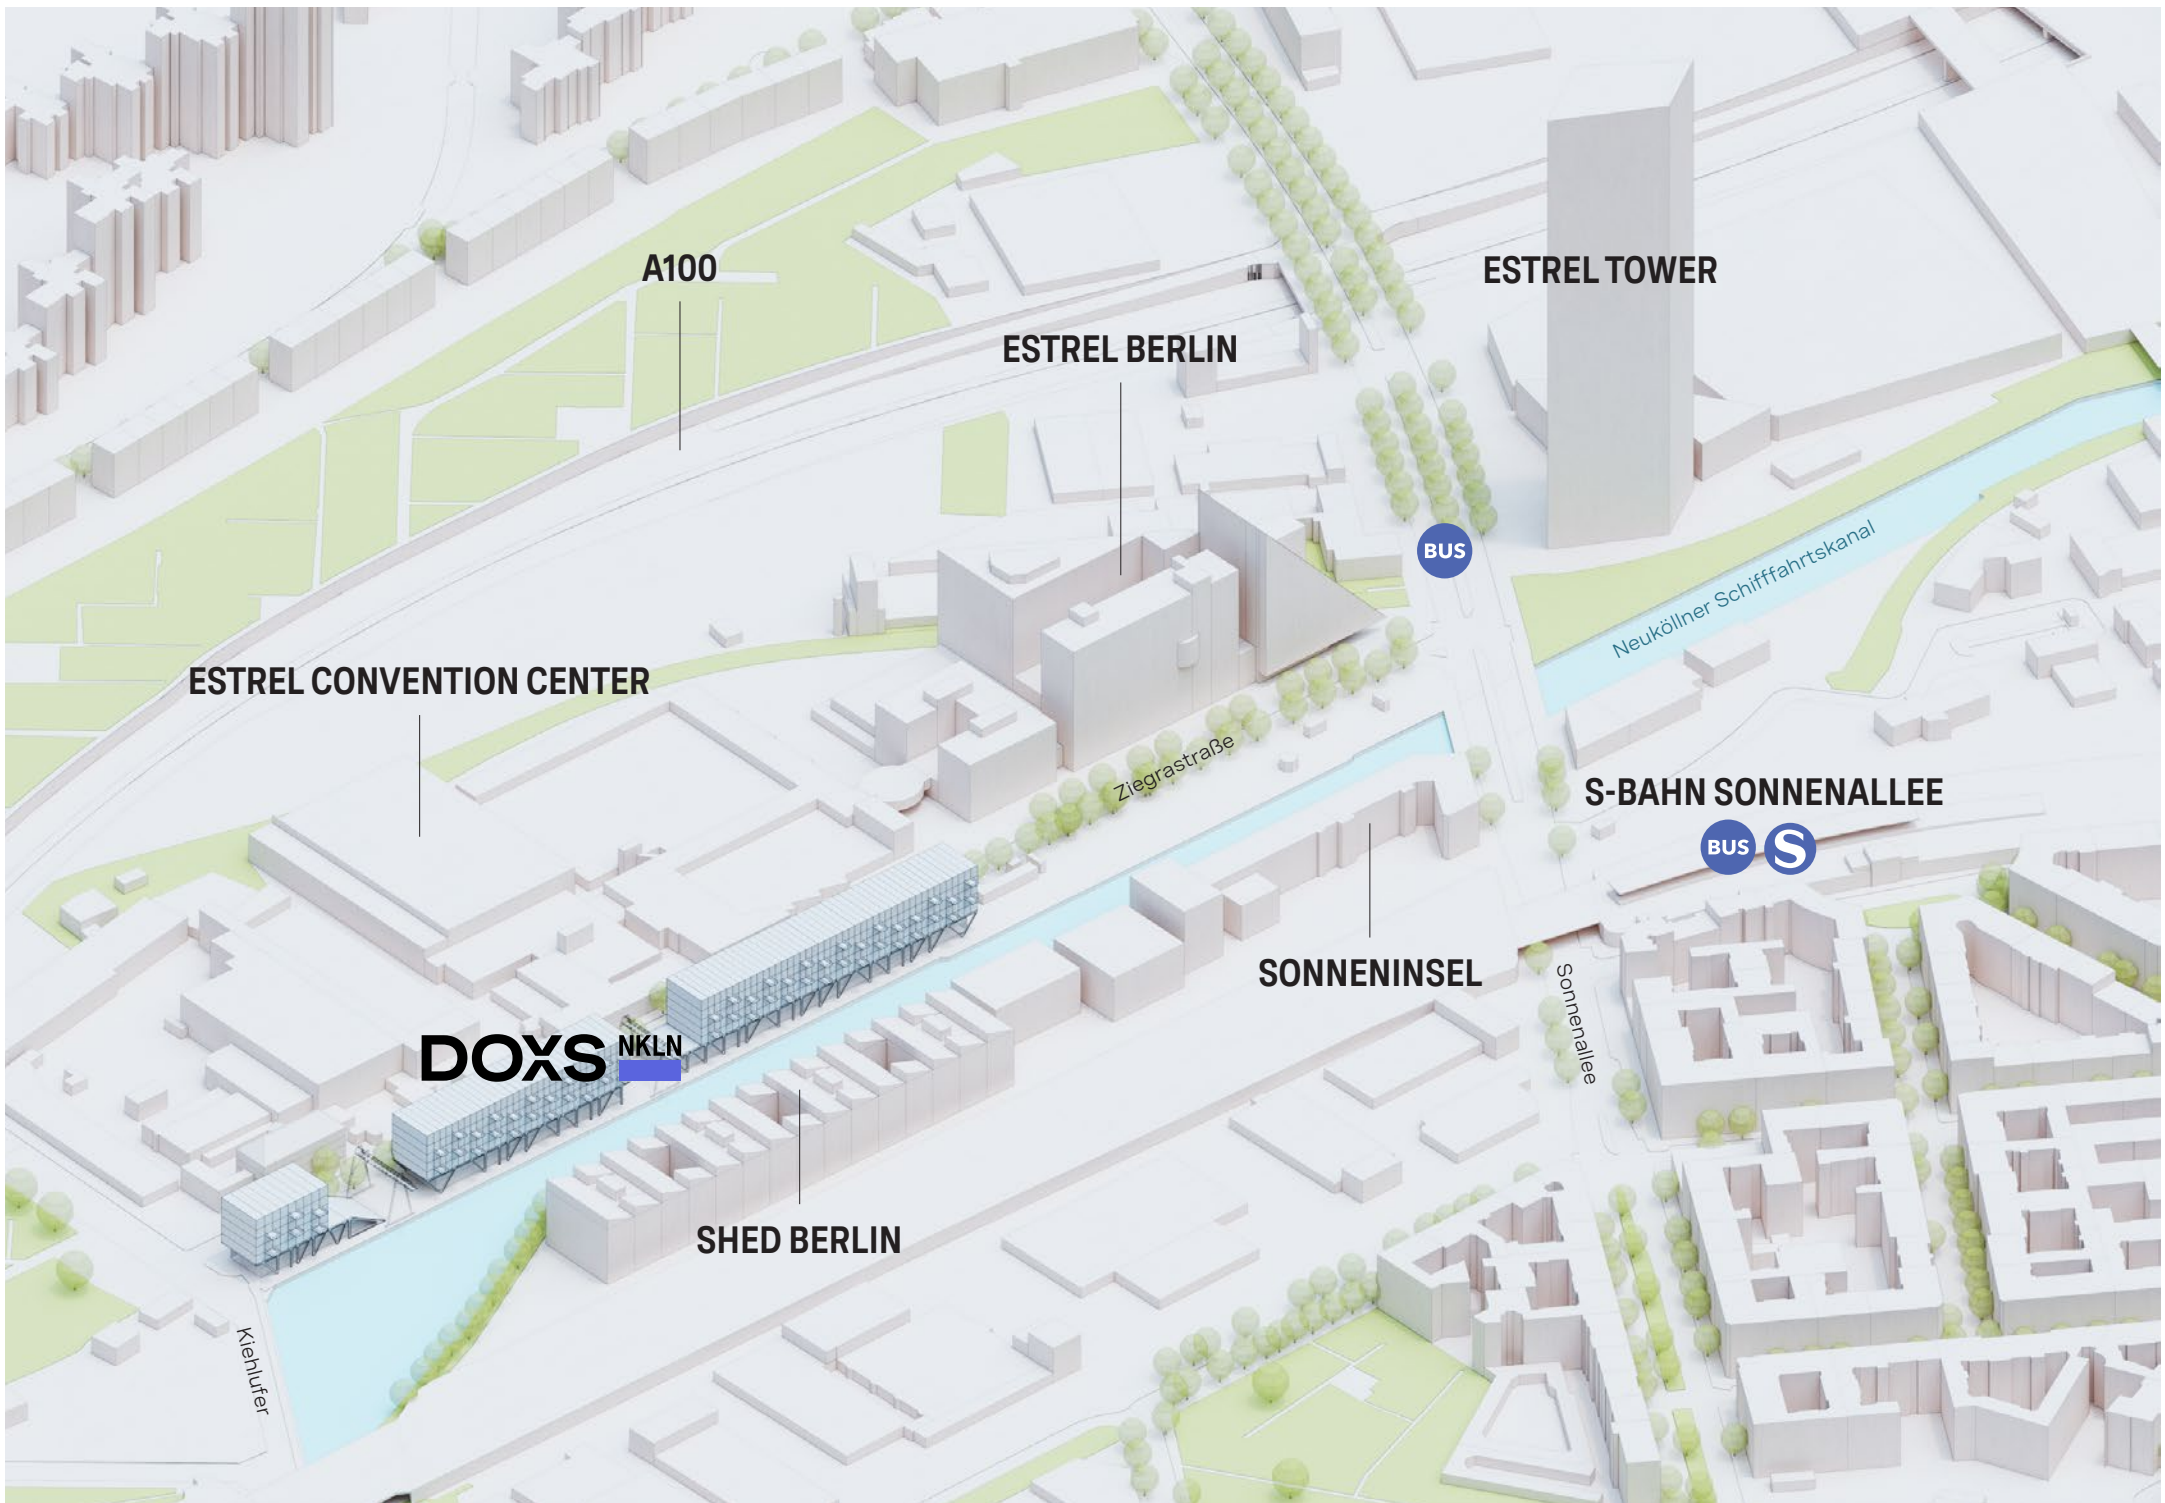 A100
ESTREL TOWER
ESTREL BERLIN
BUS
Neuköllner Schifffahrtskanal
ESTREL CONVENTION CENTER
Ziegrastraße
S-BAHN SONNENALLEE
BUS S
SONNENINSEL
Sonnenallee
DOXS NKLN
SHED BERLIN
Kiehlufer